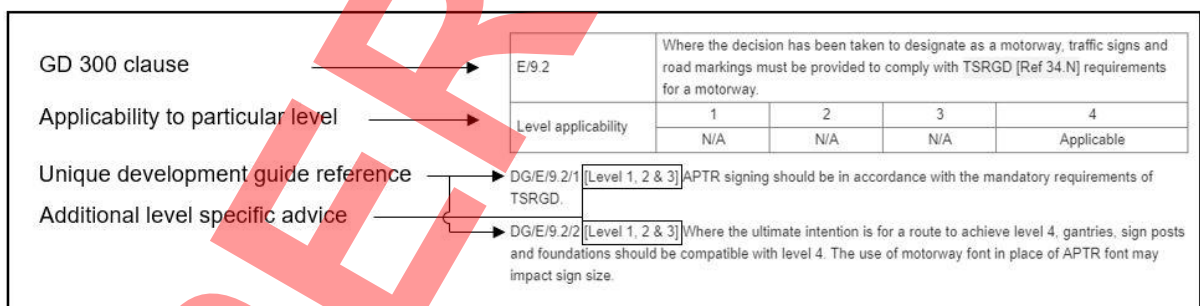 GD 300 clause
Applicability to particular level
Unique development guide reference
Additional level specific advice
E/9.2
Where the decision has been taken to designate as a motorway, traffic signs and
road markings must be provided to comply with TSRGD [Ref 34.N] requirements
for a motorway.
Level applicability
1 2 3 4
N/A N/A N/A Applicable
DG/E/9.2/1 [Level 1, 2 & 3] APTR signing should be in accordance with the mandatory requirements of
TSRGD.
DG/E/9.2/2 [Level 1, 2 & 3] Where the ultimate intention is for a route to achieve level 4, gantries, sign posts
and foundations should be compatible with level 4. The use of motorway font in place of APTR font may
impact sign size.
PER